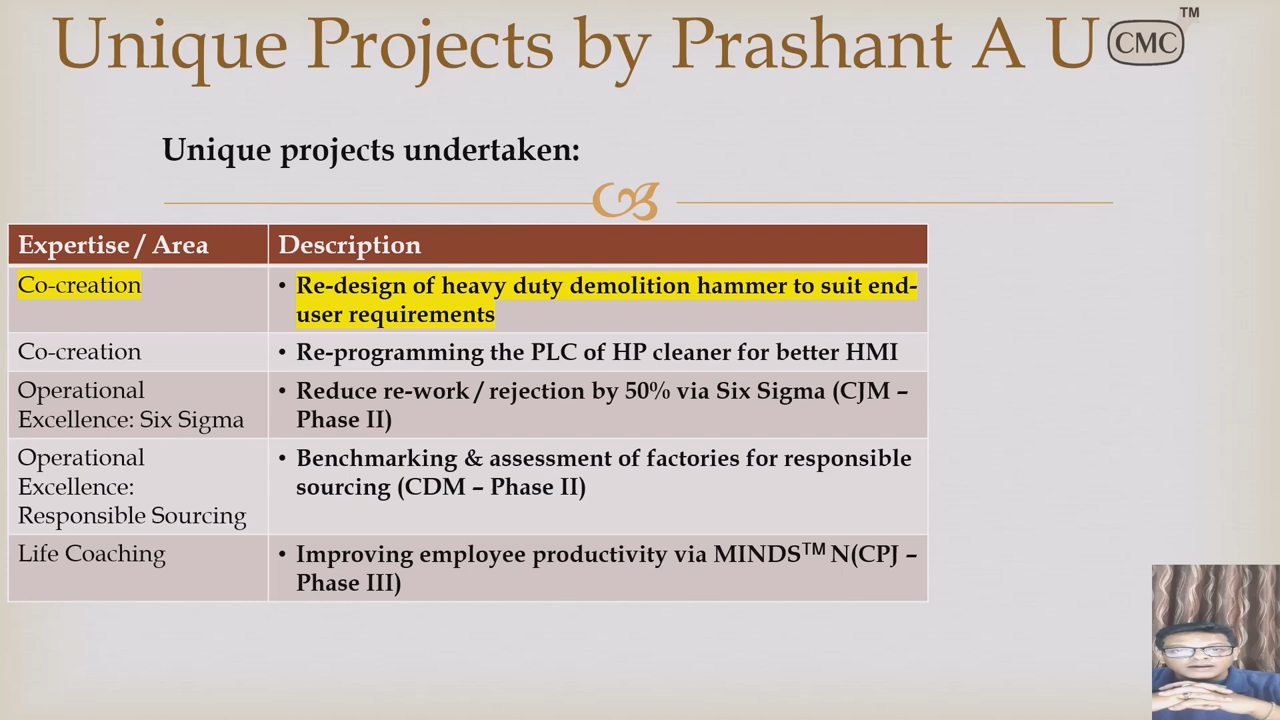 Unique Projects by Prashant A U
CMC TM
Unique projects undertaken:
Expertise / Area
Description
Co-creation
• Re-design of heavy duty demolition hammer to suit end-
user requirements
Co-creation
• Re-programming the PLC of HP cleaner for better HMI
Operational
Excellence: Six Sigma
• Reduce re-work / rejection by 50% via Six Sigma (CJM –
Phase II)
Operational
Excellence:
Responsible Sourcing
• Benchmarking & assessment of factories for responsible
sourcing (CDM – Phase II)
Life Coaching
• Improving employee productivity via MINDS™ N(CPJ –
Phase III)